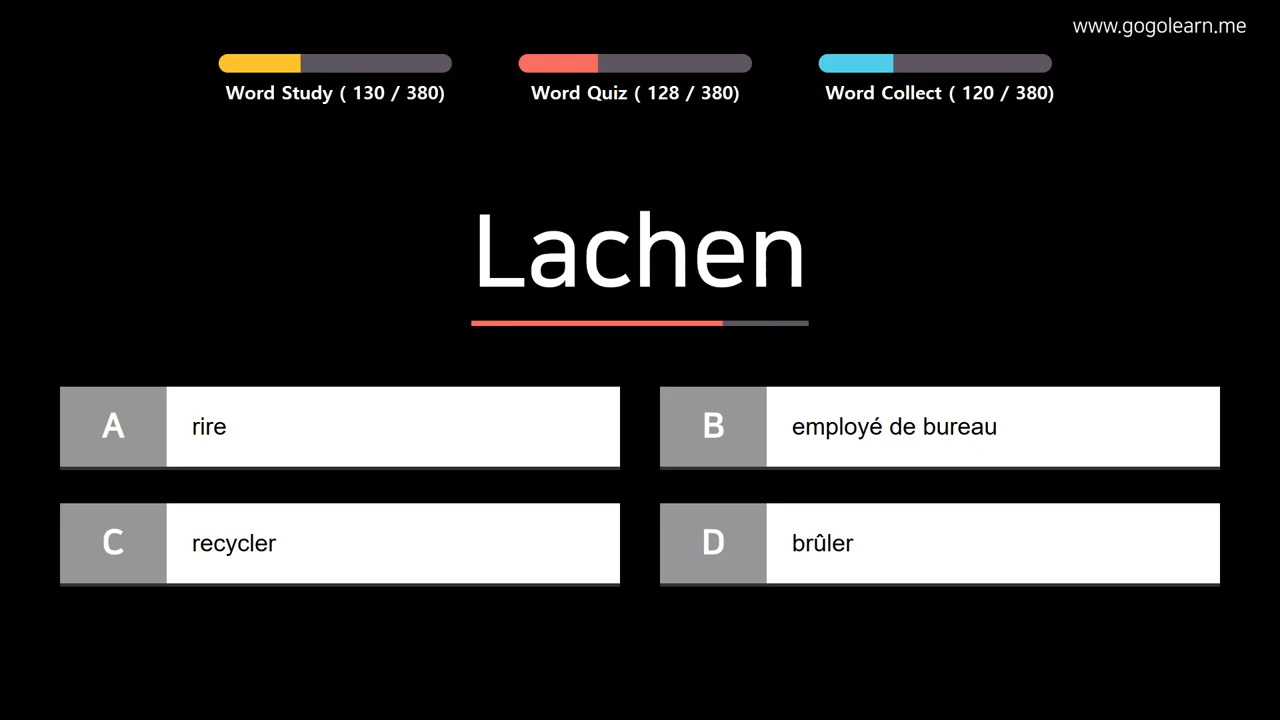 www.gogolearn.me
Word Study ( 130 / 380)
Word Quiz ( 128 / 380)
Word Collect ( 120 / 380)
Lachen
A
rire
B
employé de bureau
C
recycler
D
brûler